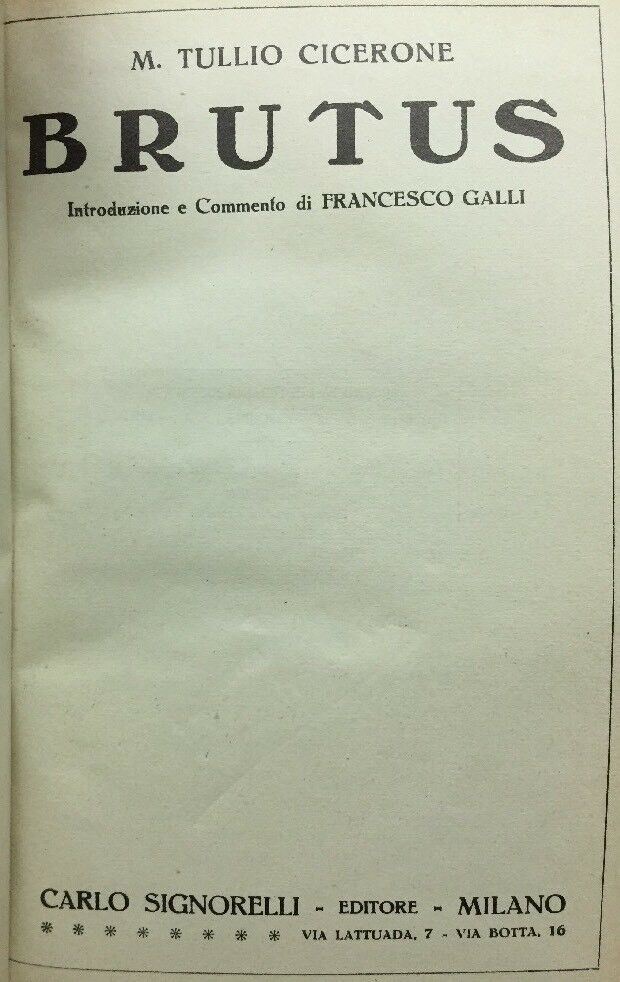 M. TULLIO CICERONE
BRUTUS
Introduzione e Commento di FRANCESCO GALLI
CARLO SIGNORELLI - EDITORE - MILANO
* * * * * * * * VIA LATTUADA, 7 - VIA BOTTA, 16